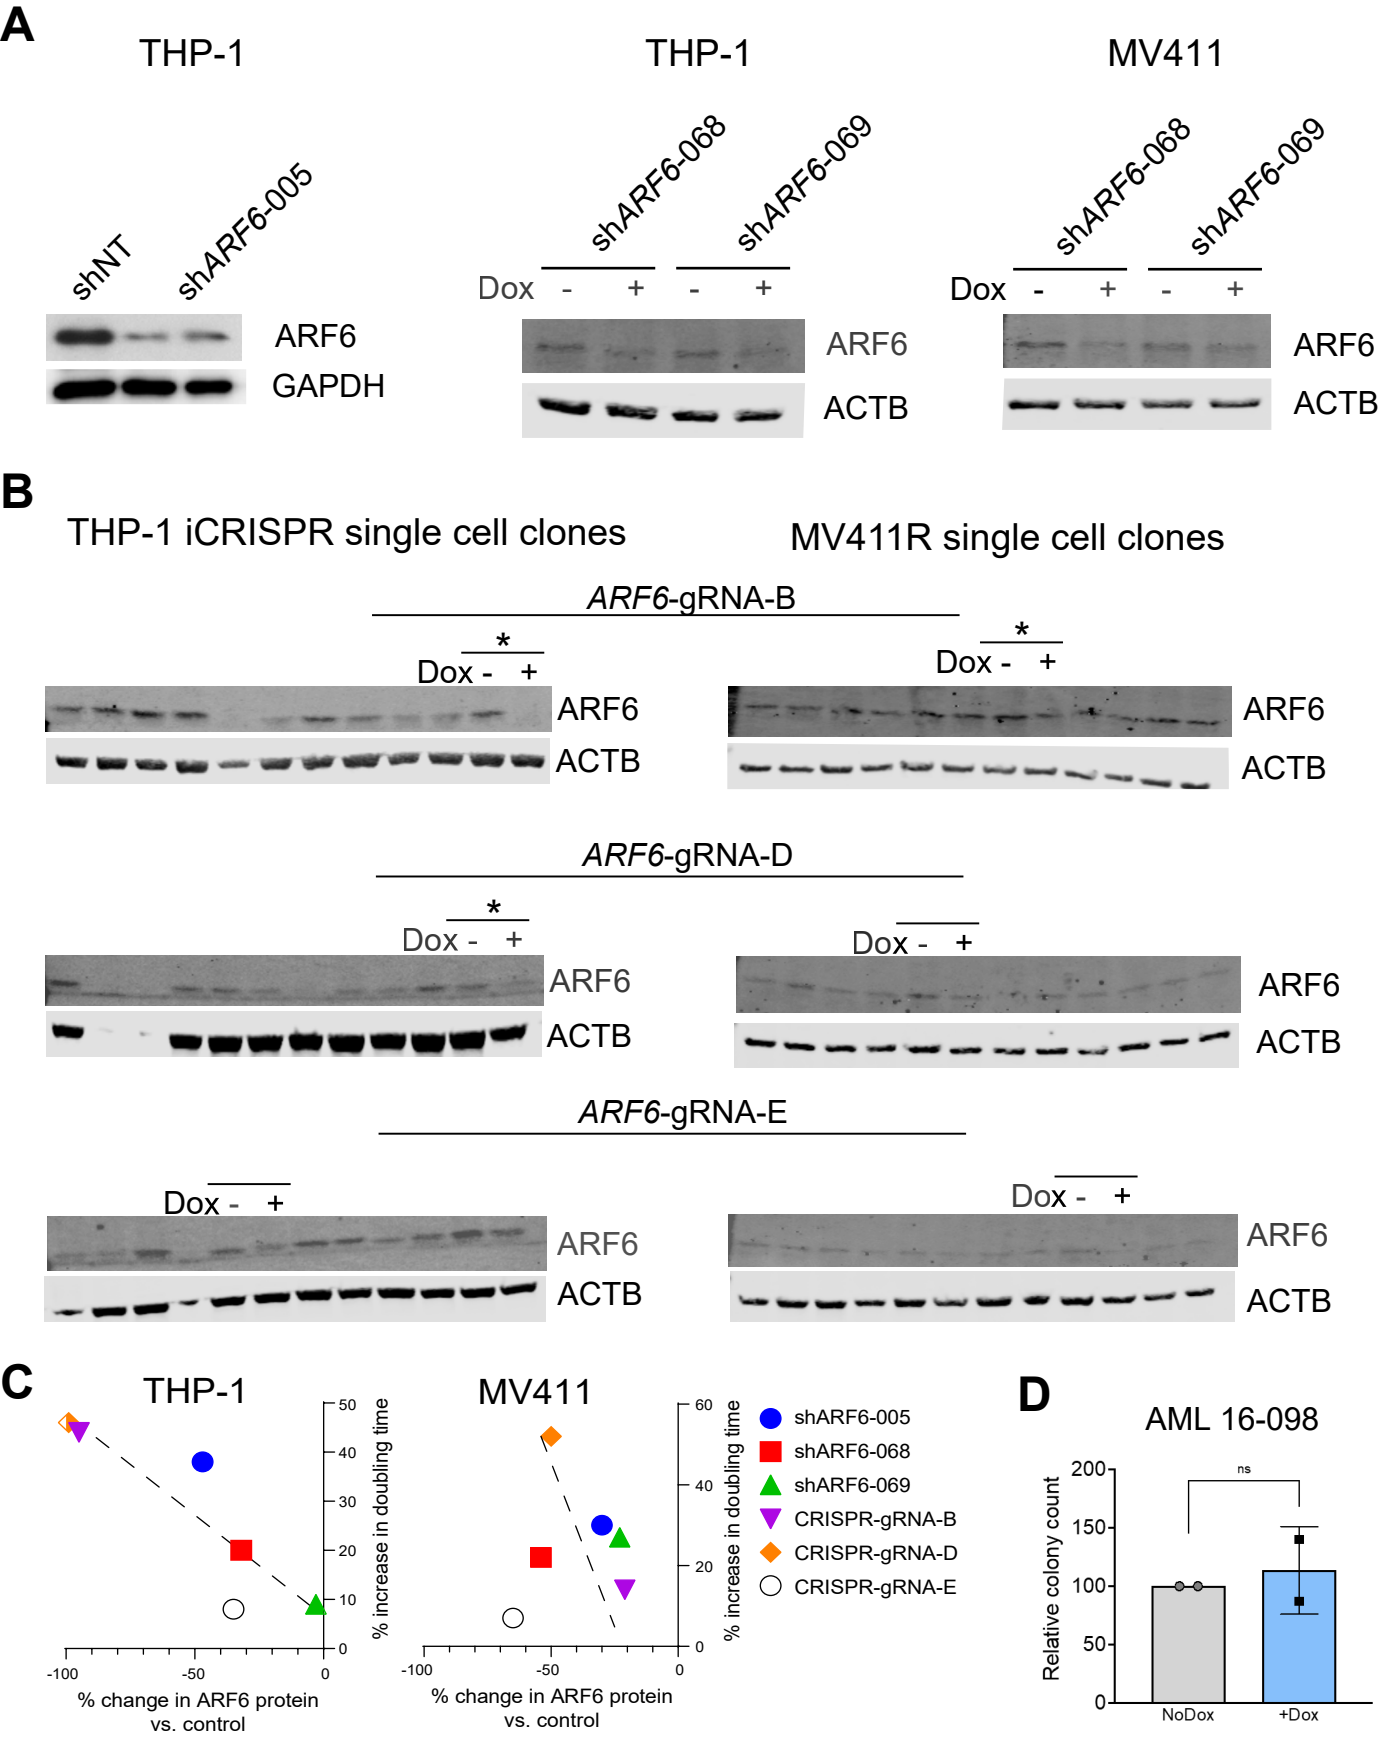 A
THP-1
THP-1
MV411
shNT
shARF6-005
shARF6-068
shARF6-069
shARF6-068
shARF6-069
Dox - + - +
Dox - + - +
ARF6
GAPDH
ARF6
ACTB
ARF6
ACTB
B
THP-1 iCRISPR single cell clones
MV411R single cell clones
ARF6-gRNA-B
*
Dox - +
*
Dox - +
ARF6
ACTB
ARF6
ACTB
ARF6-gRNA-D
*
Dox - +
Dox - +
ARF6
ACTB
ARF6
ACTB
ARF6-gRNA-E
Dox - +
Dox - +
ARF6
ACTB
ARF6
ACTB
C
THP-1
50
40
30
20
10
0
% increase in doubling time
-100
-50
0
% change in ARF6 protein
vs. control
MV411
60
40
20
0
% increase in doubling time
-100
-50
0
% change in ARF6 protein
vs. control
shARF6-005
shARF6-068
shARF6-069
CRISPR-gRNA-B
CRISPR-gRNA-D
CRISPR-gRNA-E
D
AML 16-098
ns
200
150
100
50
0
Relative colony count
NoDox
+Dox